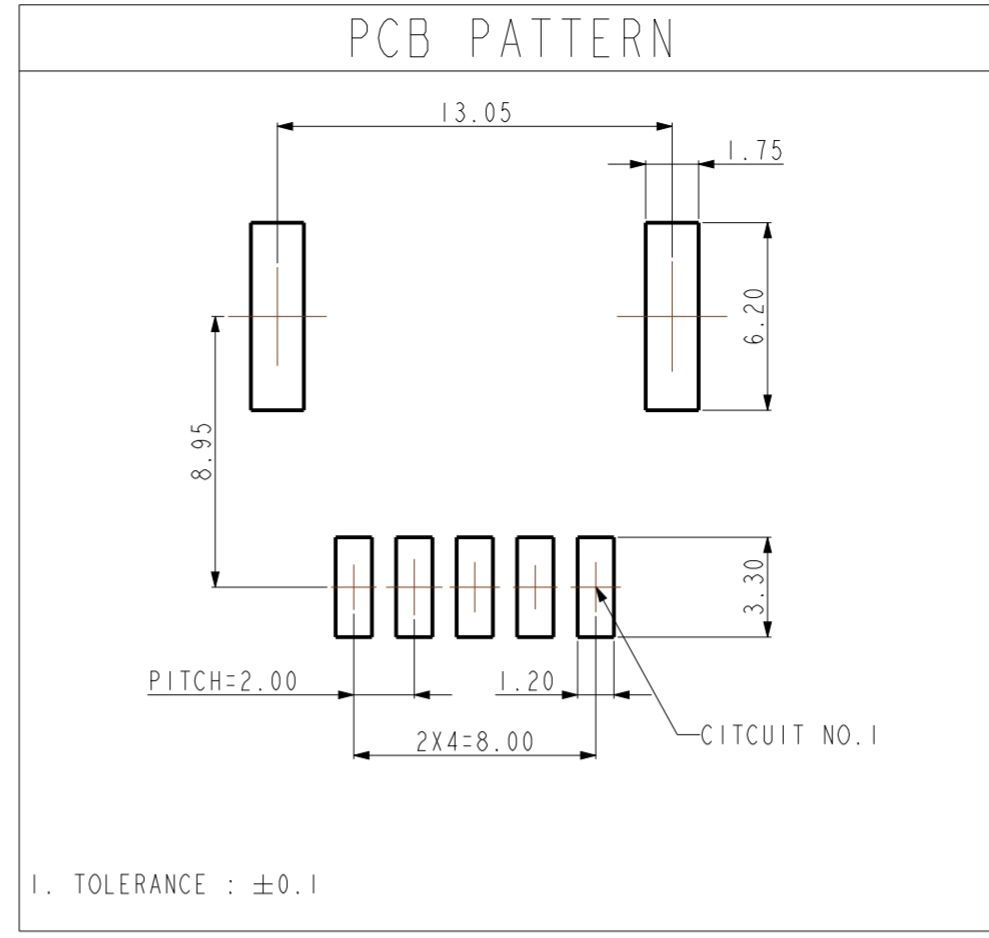 PCB PATTERN
13.05
1.75
6.20
8.95
3.30
PITCH=2.00
1.20
2X4=8.00
CITCUIT NO.1
1. TOLERANCE : ±0.1